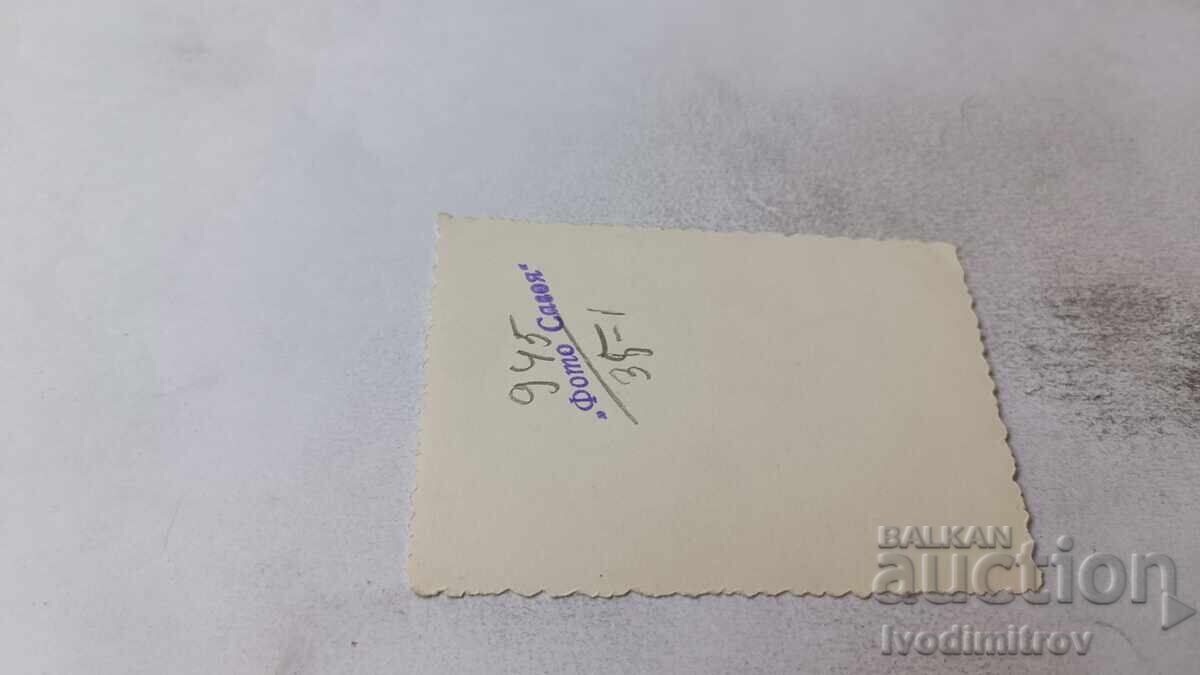 945
„Фото Савоя“
35-1
BALKAN
auction
Ivodimitrov